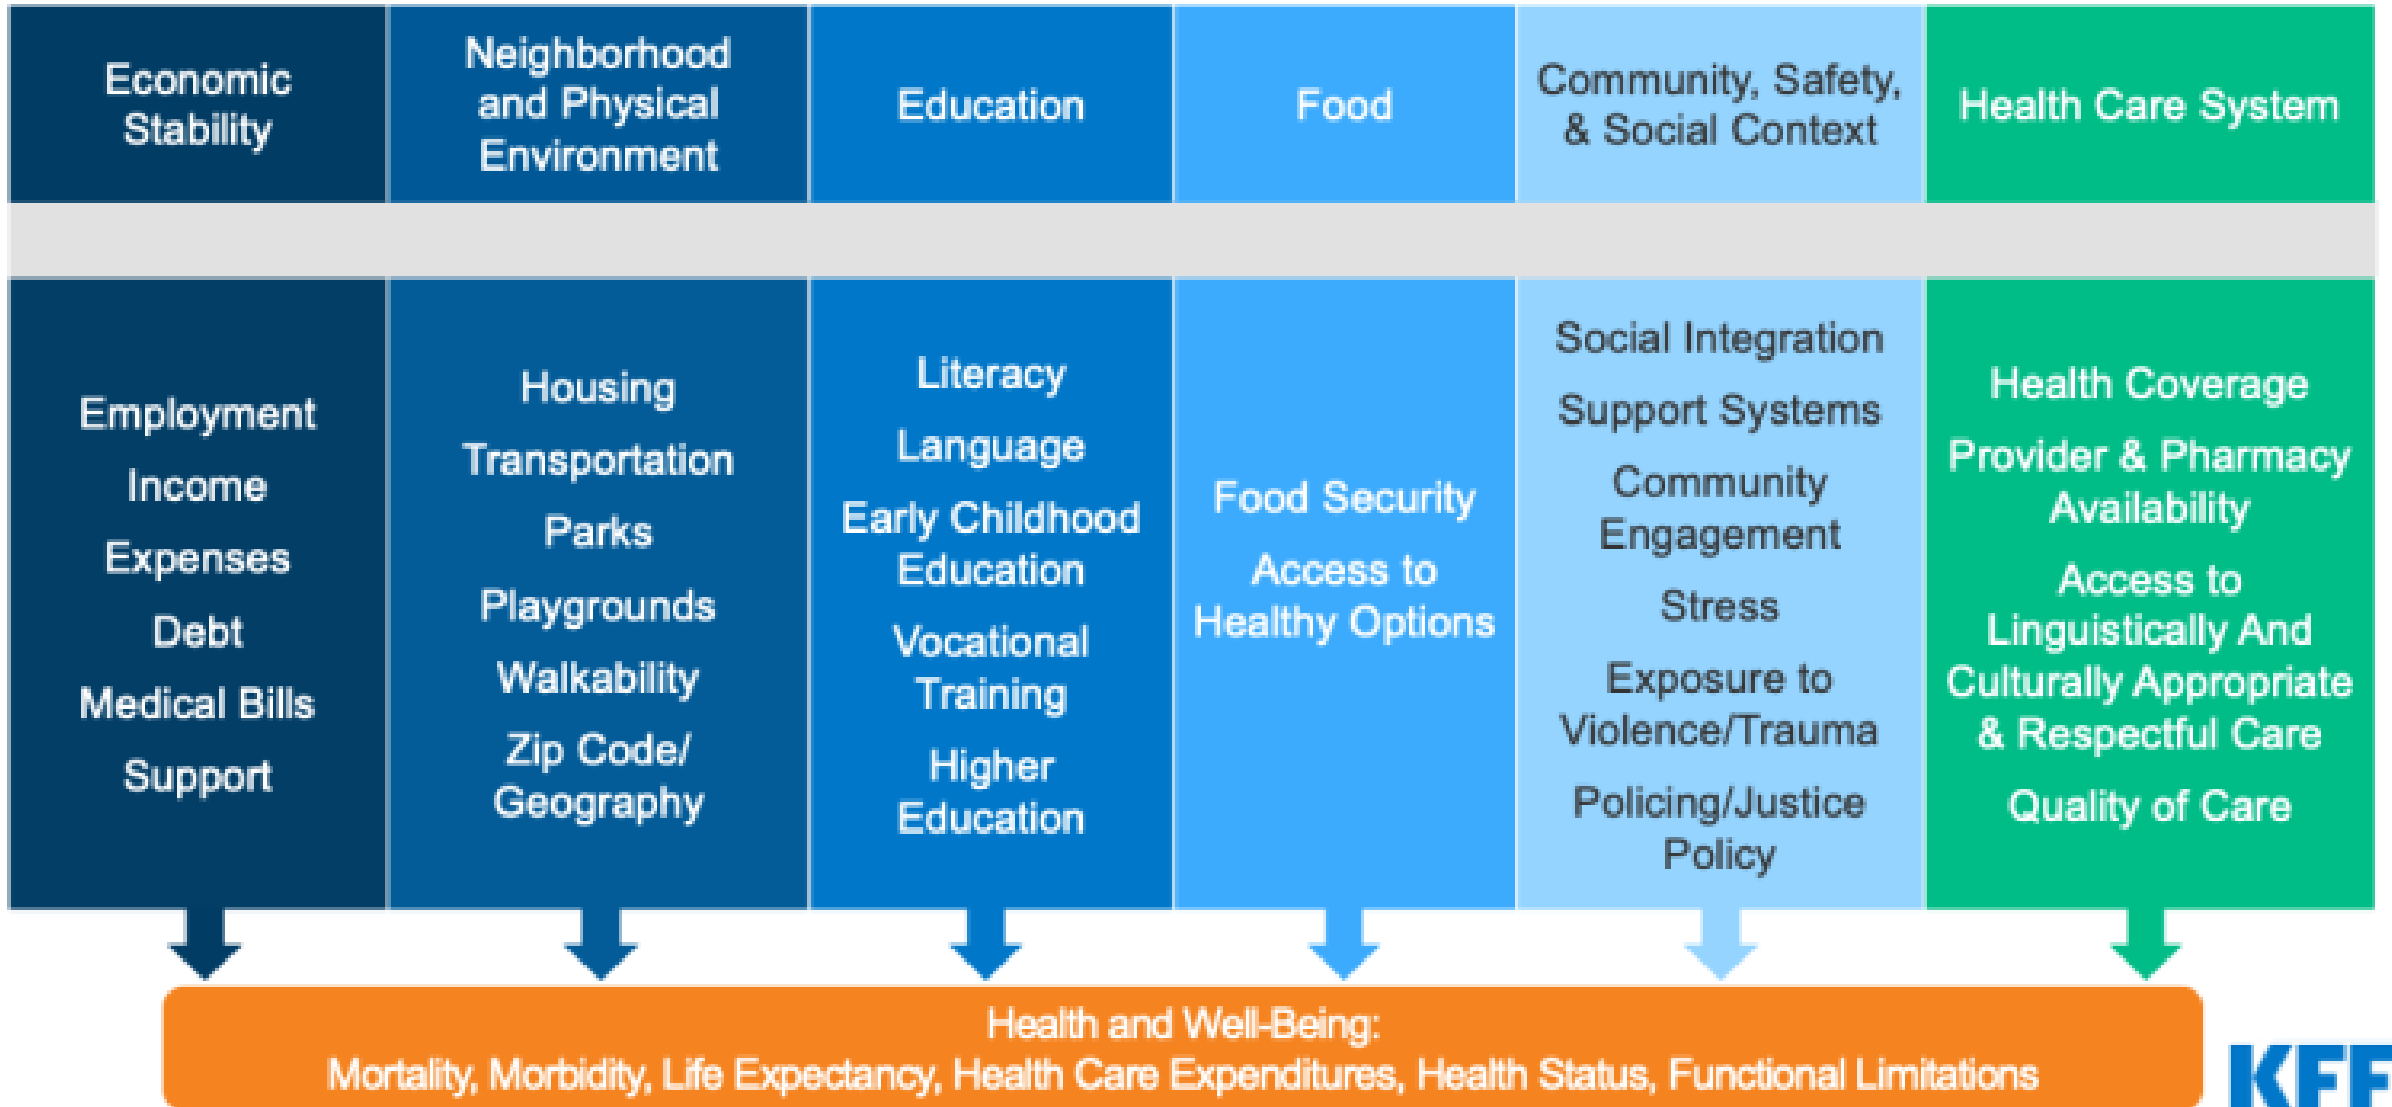 Economic
Stability
Neighborhood
and Physical
Environment
Education
Food
Community, Safety,
& Social Context
Health Care System
Employment
Income
Expenses
Debt
Medical Bills
Support
Housing
Transportation
Parks
Playgrounds
Walkability
Zip Code/
Geography
Literacy
Language
Early Childhood
Education
Vocational
Training
Higher
Education
Food Security
Access to
Healthy Options
Social Integration
Support Systems
Community
Engagement
Stress
Exposure to
Violence/Trauma
Policing/Justice
Policy
Health Coverage
Provider & Pharmacy
Availability
Access to
Linguistically And
Culturally Appropriate
& Respectful Care
Quality of Care
Health and Well-Being:
Mortality, Morbidity, Life Expectancy, Health Care Expenditures, Health Status, Functional Limitations
KFF